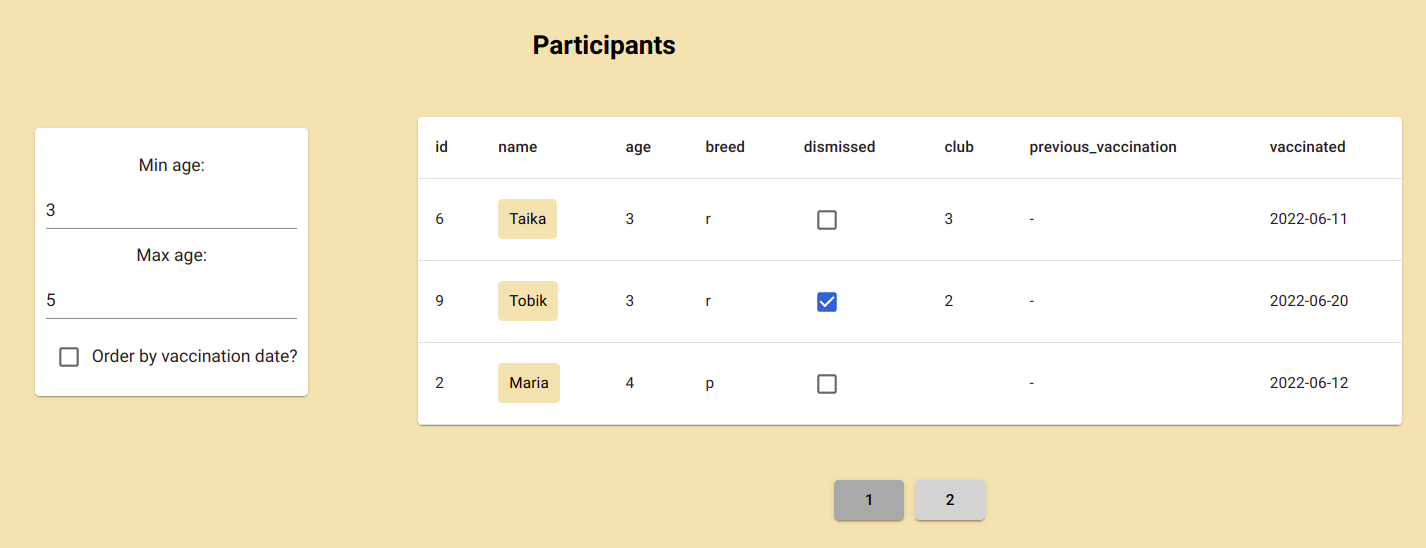 Participants
Min age:
3
Max age:
5
Order by vaccination date?
id name age breed dismissed club previous_vaccination vaccinated
6 Taika 3 r 3 - 2022-06-11
9 Tobik 3 r 2 - 2022-06-20
2 Maria 4 p - 2022-06-12
1 2